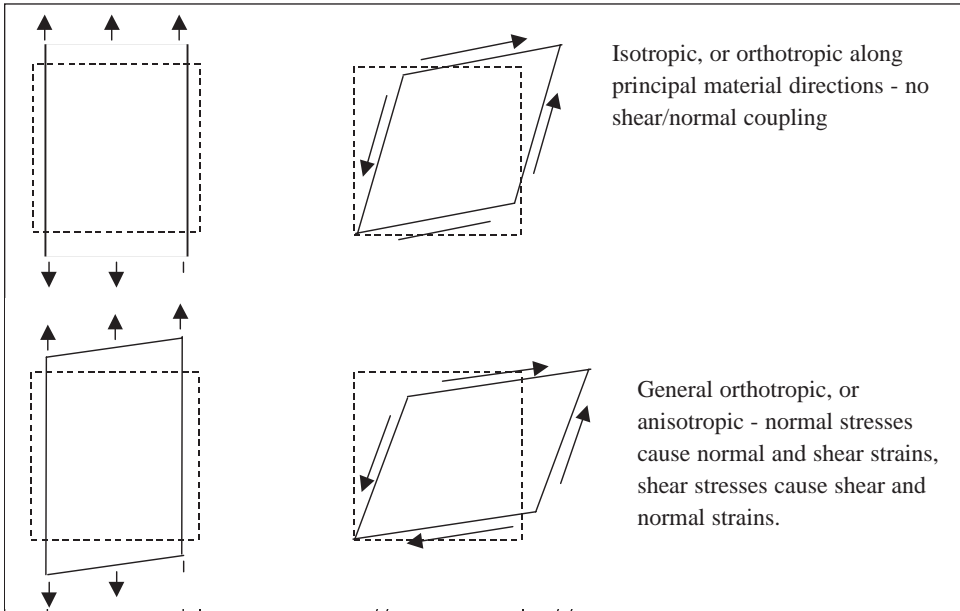 Isotropic, or orthotropic along
principal material directions - no
shear/normal coupling
General orthotropic, or
anisotropic - normal stresses
cause normal and shear strains,
shear stresses cause shear and
normal strains.